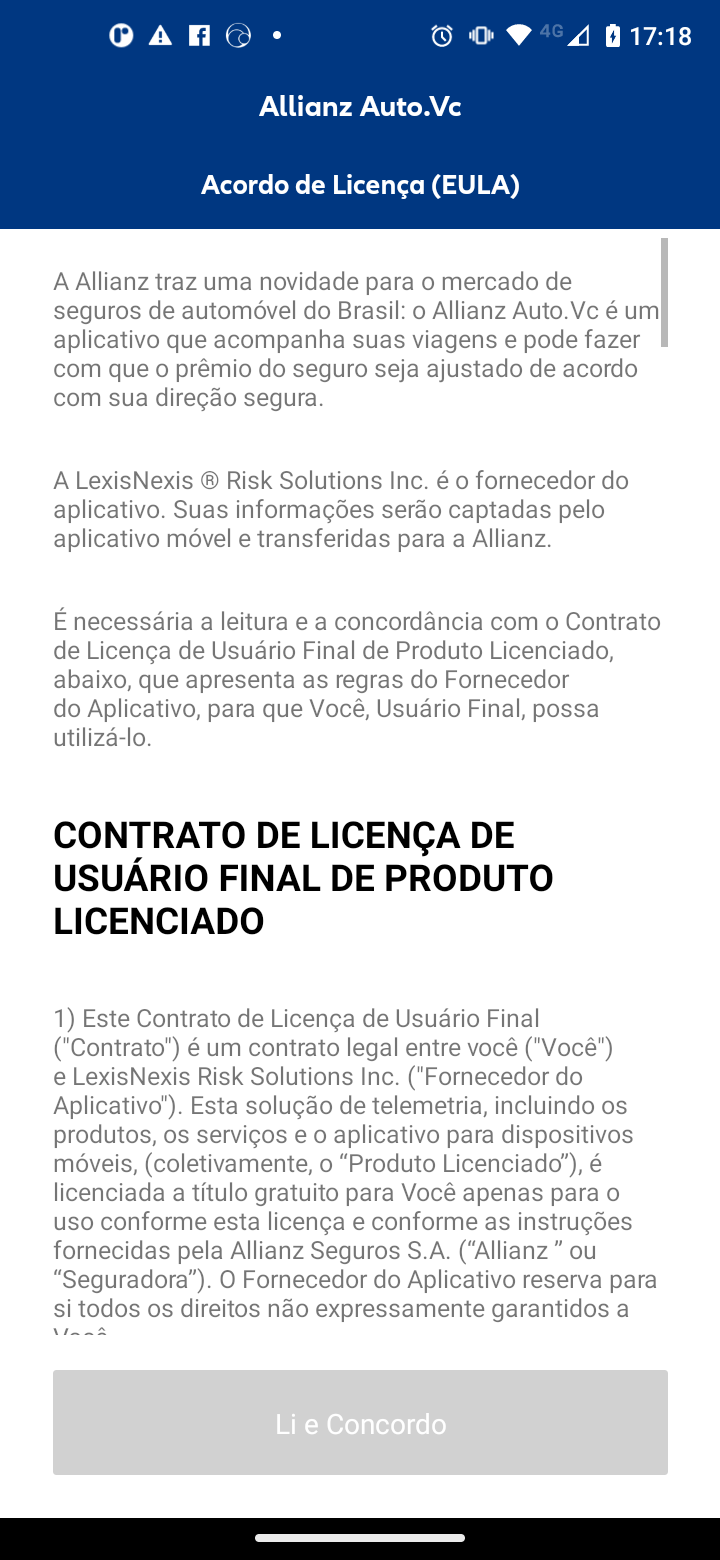 4G 17:18
Allianz Auto.Vc
Acordo de Licença (EULA)
A Allianz traz uma novidade para o mercado de
seguros de automóvel do Brasil: o Allianz Auto.Vc é um
aplicativo que acompanha suas viagens e pode fazer
com que o prêmio do seguro seja ajustado de acordo
com sua direção segura.
A LexisNexis ® Risk Solutions Inc. é o fornecedor do
aplicativo. Suas informações serão captadas pelo
aplicativo móvel e transferidas para a Allianz.
É necessária a leitura e a concordância com o Contrato
de Licença de Usuário Final de Produto Licenciado,
abaixo, que apresenta as regras do Fornecedor
do Aplicativo, para que Você, Usuário Final, possa
utilizá-lo.
CONTRATO DE LICENÇA DE
USUÁRIO FINAL DE PRODUTO
LICENCIADO
1) Este Contrato de Licença de Usuário Final
("Contrato") é um contrato legal entre você ("Você")
e LexisNexis Risk Solutions Inc. ("Fornecedor do
Aplicativo"). Esta solução de telemetria, incluindo os
produtos, os serviços e o aplicativo para dispositivos
móveis, (coletivamente, o “Produto Licenciado”), é
licenciada a título gratuito para Você apenas para o
uso conforme esta licença e conforme as instruções
fornecidas pela Allianz Seguros S.A. (“Allianz ” ou
“Seguradora”). O Fornecedor do Aplicativo reserva para
si todos os direitos não expressamente garantidos a
Li e Concordo